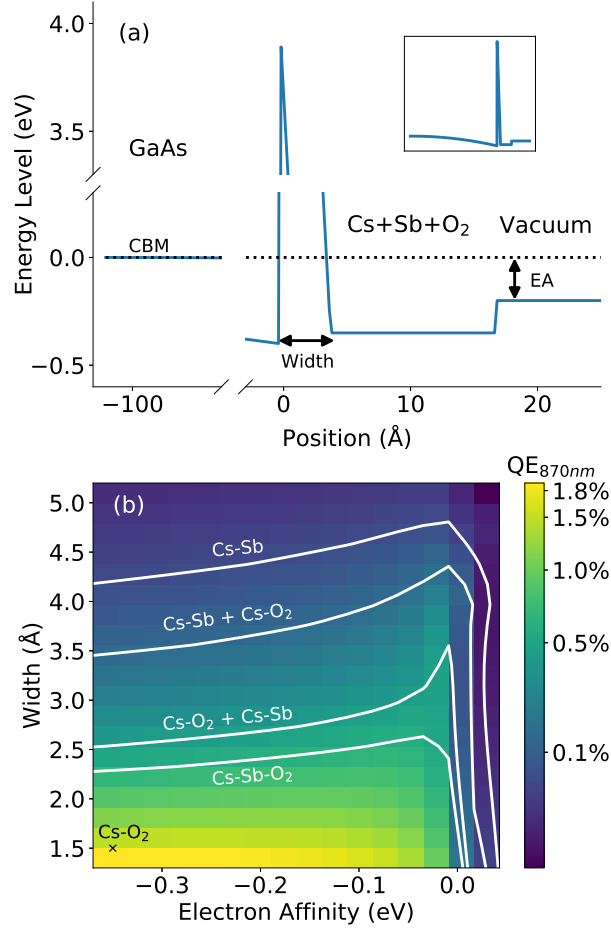 (a)
4.0
3.5
0.0
−0.5
Energy Level (eV)
GaAs
CBM
Cs+Sb+O₂
Vacuum
EA
Width
−100
0
10
20
Position (Å)
(b)
QE₈₇₀ₙₘ
5.0
4.5
4.0
3.5
3.0
2.5
2.0
1.5
Width (Å)
Cs-Sb
Cs-Sb + Cs-O₂
Cs-O₂ + Cs-Sb
Cs-Sb-O₂
Cs-O₂
×
−0.3
−0.2
−0.1
0.0
Electron Affinity (eV)
1.8%
1.5%
1.0%
0.5%
0.1%